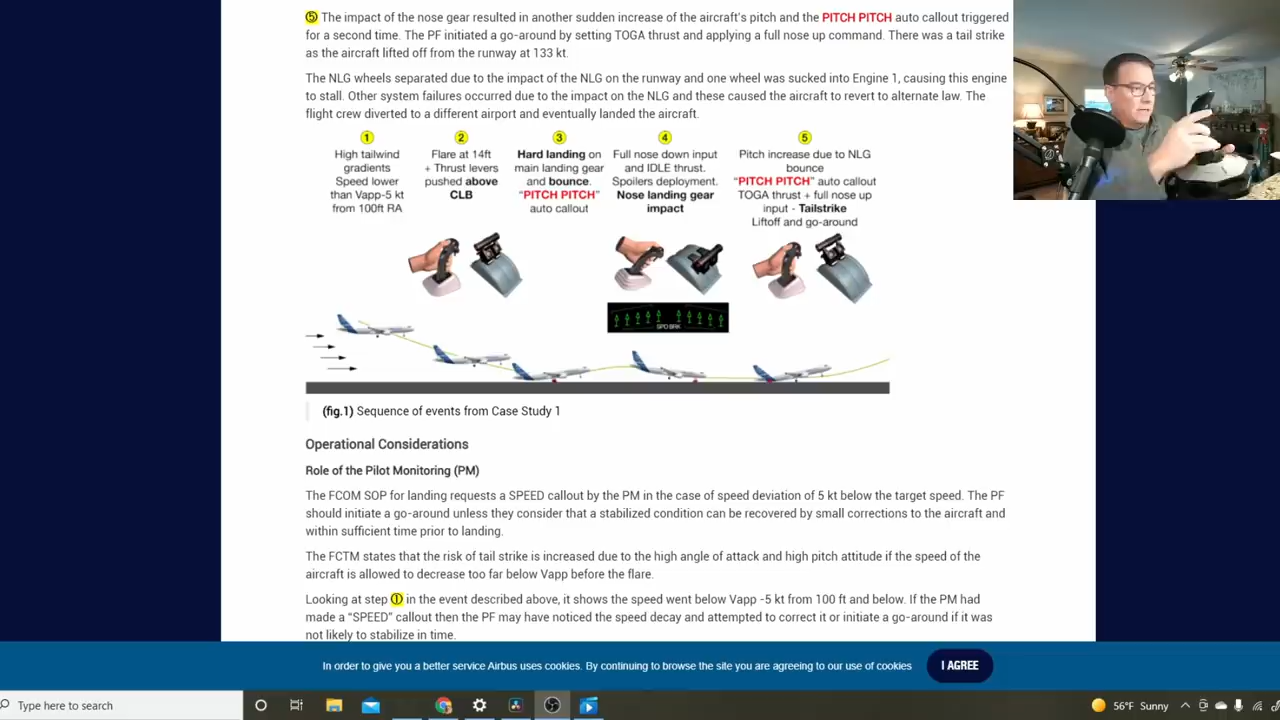 ⑤ The impact of the nose gear resulted in another sudden increase of the aircraft's pitch and the PITCH PITCH auto callout triggered
for a second time. The PF initiated a go-around by setting TOGA thrust and applying a full nose up command. There was a tail strike
as the aircraft lifted off from the runway at 133 kt.
The NLG wheels separated due to the impact of the NLG on the runway and one wheel was sucked into Engine 1, causing this engine
to stall. Other system failures occurred due to the impact on the NLG and these caused the aircraft to revert to alternate law. The
flight crew diverted to a different airport and eventually landed the aircraft.
1
High tailwind
gradients
Speed lower
than Vapp-5 kt
from 100ft RA
2
Flare at 14ft
+ Thrust levers
pushed above
CLB
3
Hard landing on
main landing gear
and bounce.
"PITCH PITCH"
auto callout
4
Full nose down input
and IDLE thrust.
Spoilers deployment.
Nose landing gear
impact
5
Pitch increase due to NLG
bounce
"PITCH PITCH" auto callout
TOGA thrust + full nose up
input - Tailstrike
Liftoff and go-around
SPD BRK
(fig.1) Sequence of events from Case Study 1
Operational Considerations
Role of the Pilot Monitoring (PM)
The FCOM SOP for landing requests a SPEED callout by the PM in the case of speed deviation of 5 kt below the target speed. The PF
should initiate a go-around unless they consider that a stabilized condition can be recovered by small corrections to the aircraft and
within sufficient time prior to landing.
The FCTM states that the risk of tail strike is increased due to the high angle of attack and high pitch attitude if the speed of the
aircraft is allowed to decrease too far below Vapp before the flare.
Looking at step ① in the event described above, it shows the speed went below Vapp -5 kt from 100 ft and below. If the PM had
made a “SPEED” callout then the PF may have noticed the speed decay and attempted to correct it or initiate a go-around if it was
not likely to stabilize in time.
In order to give you a better service Airbus uses cookies. By continuing to browse the site you are agreeing to our use of cookies
I AGREE
Type here to search
56°F Sunny